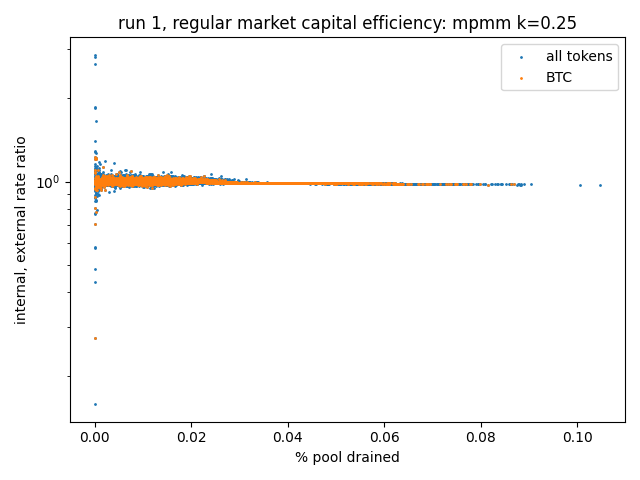 run 1, regular market capital efficiency: mpmm k=0.25
all tokens
BTC
internal, external rate ratio
10⁰
0.00 0.02 0.04 0.06 0.08 0.10
% pool drained